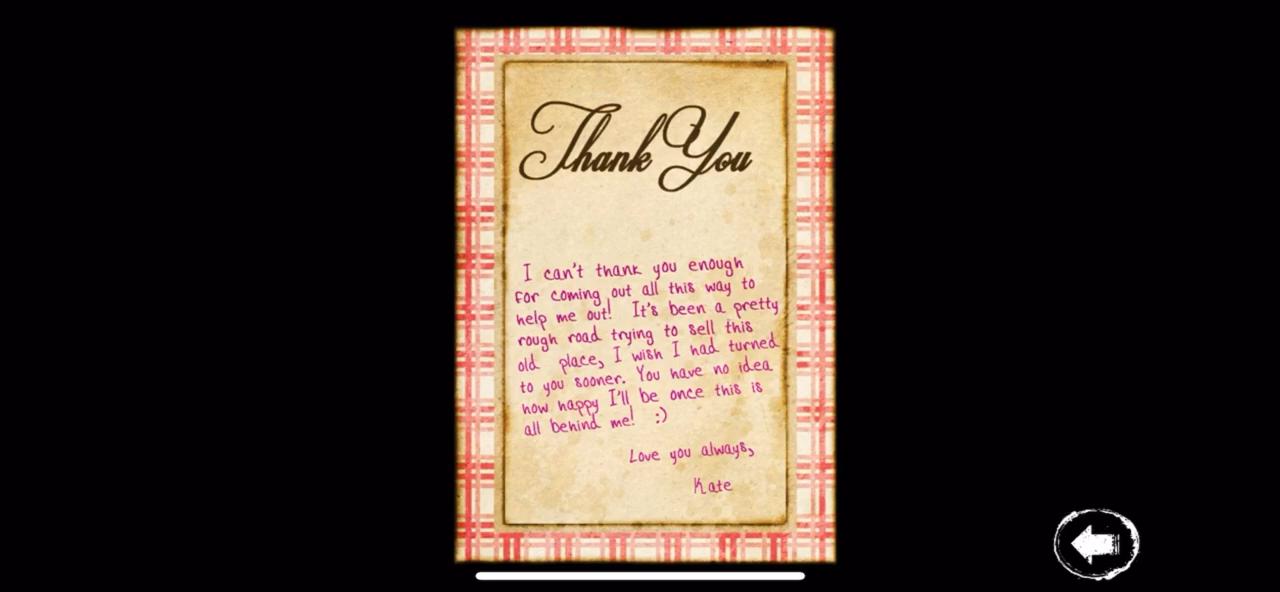 Thank You
I can't thank you enough
for coming out all this way to
help me out! It's been a pretty
rough road trying to sell this
old place, I wish I had turned
to you sooner. You have no idea
how happy I'll be once this is
all behind me! :)
Love you always,
Kate